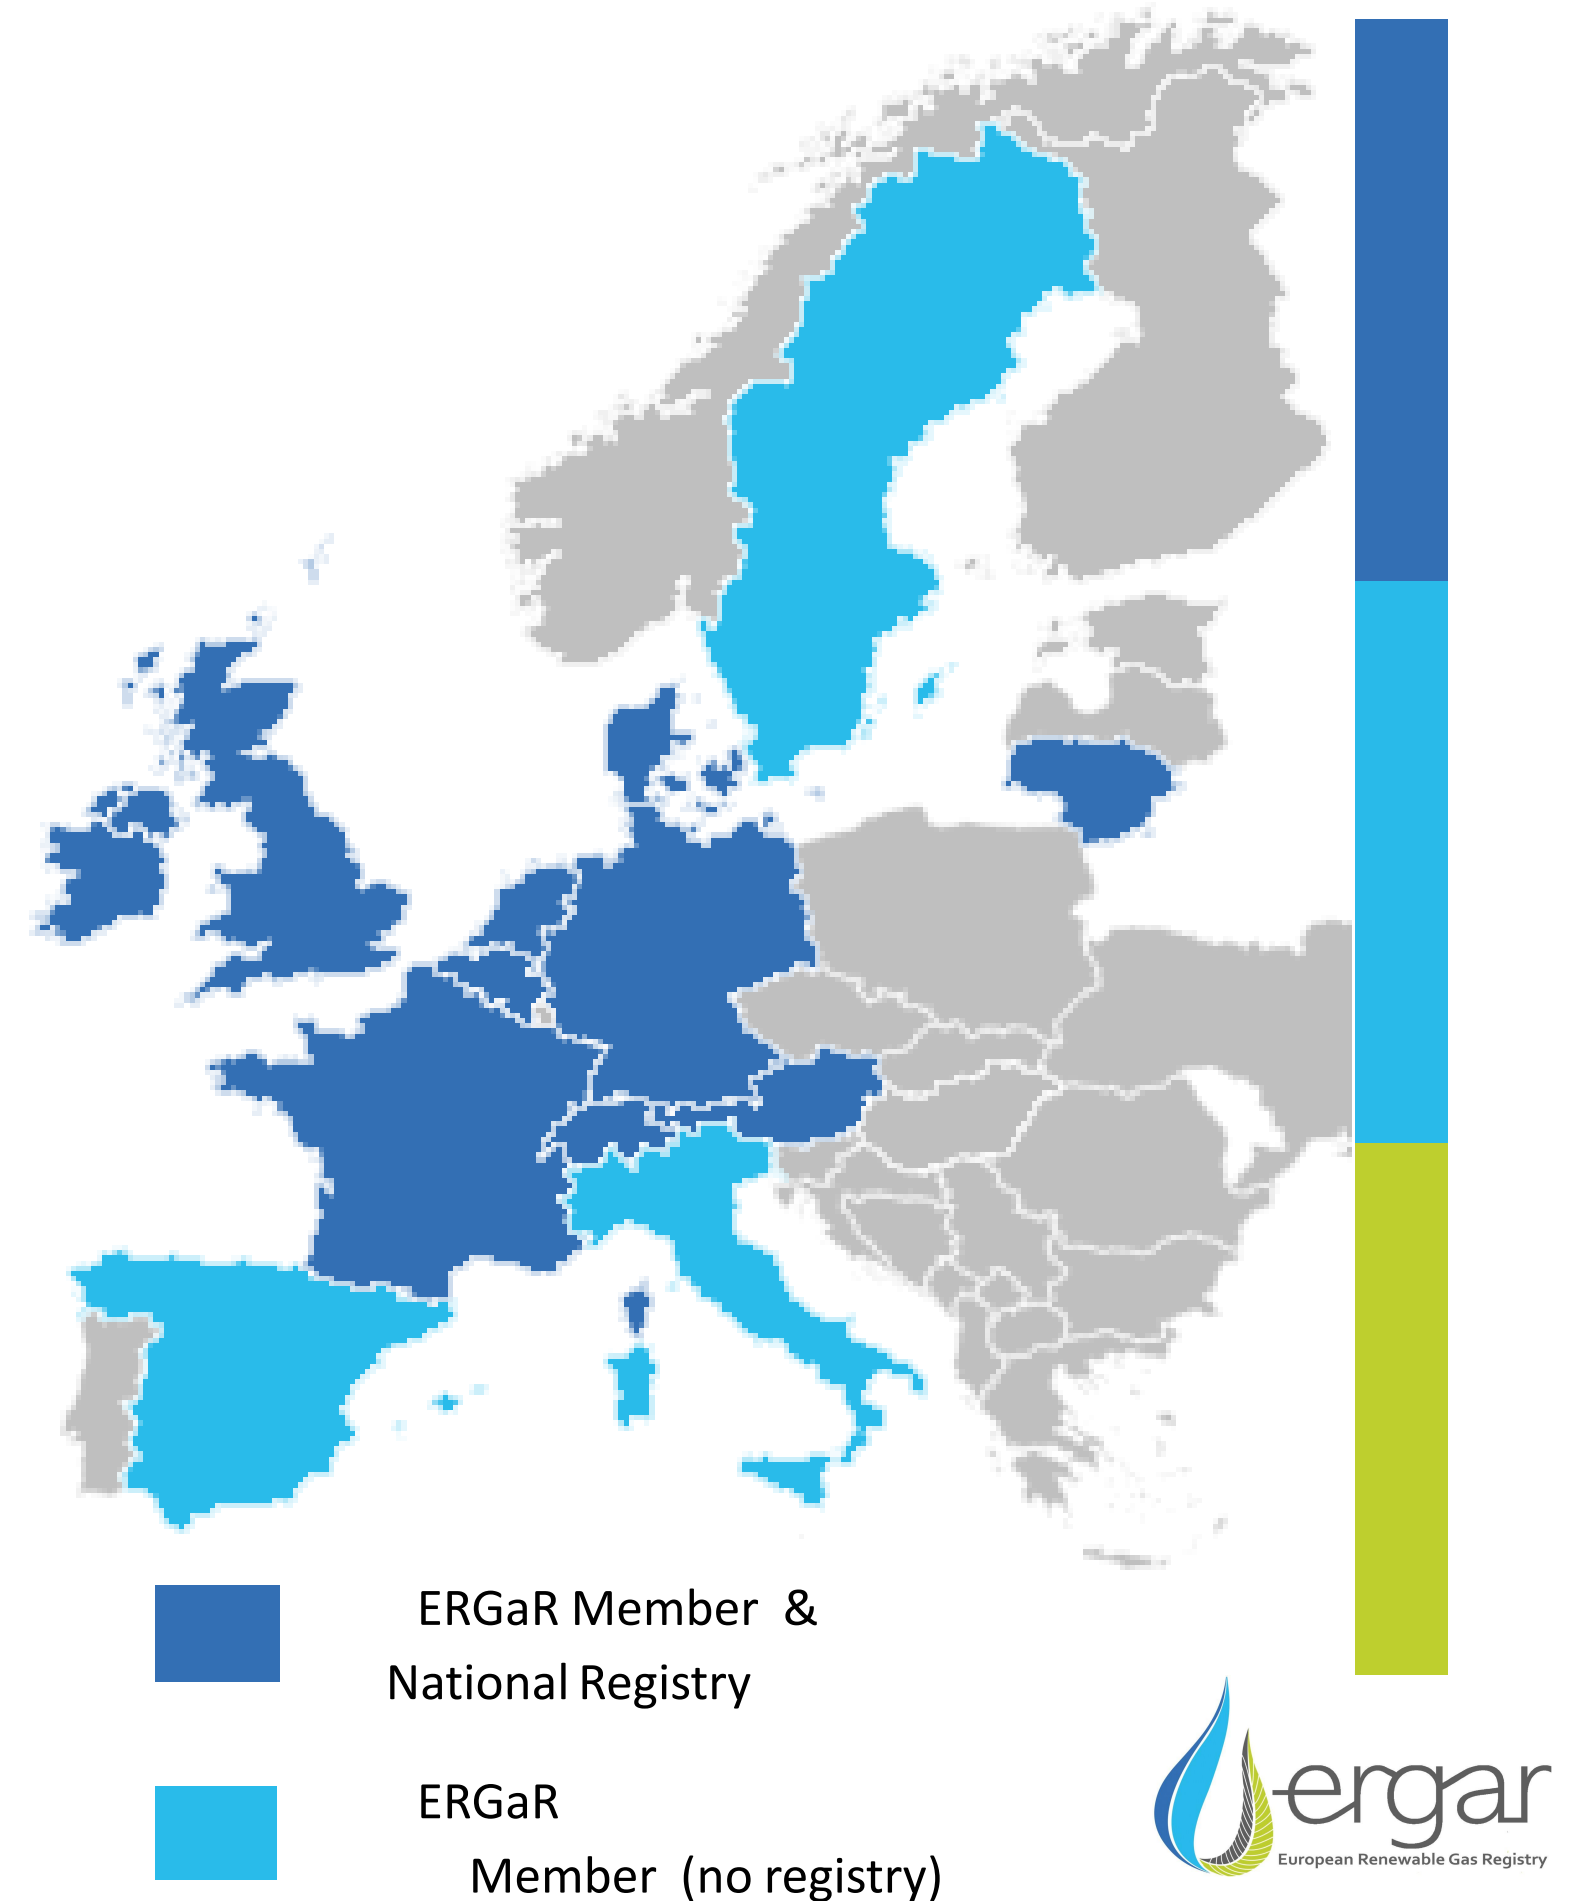 ERGaR Member &
National Registry
ERGaR
Member (no registry)
ergar
European Renewable Gas Registry